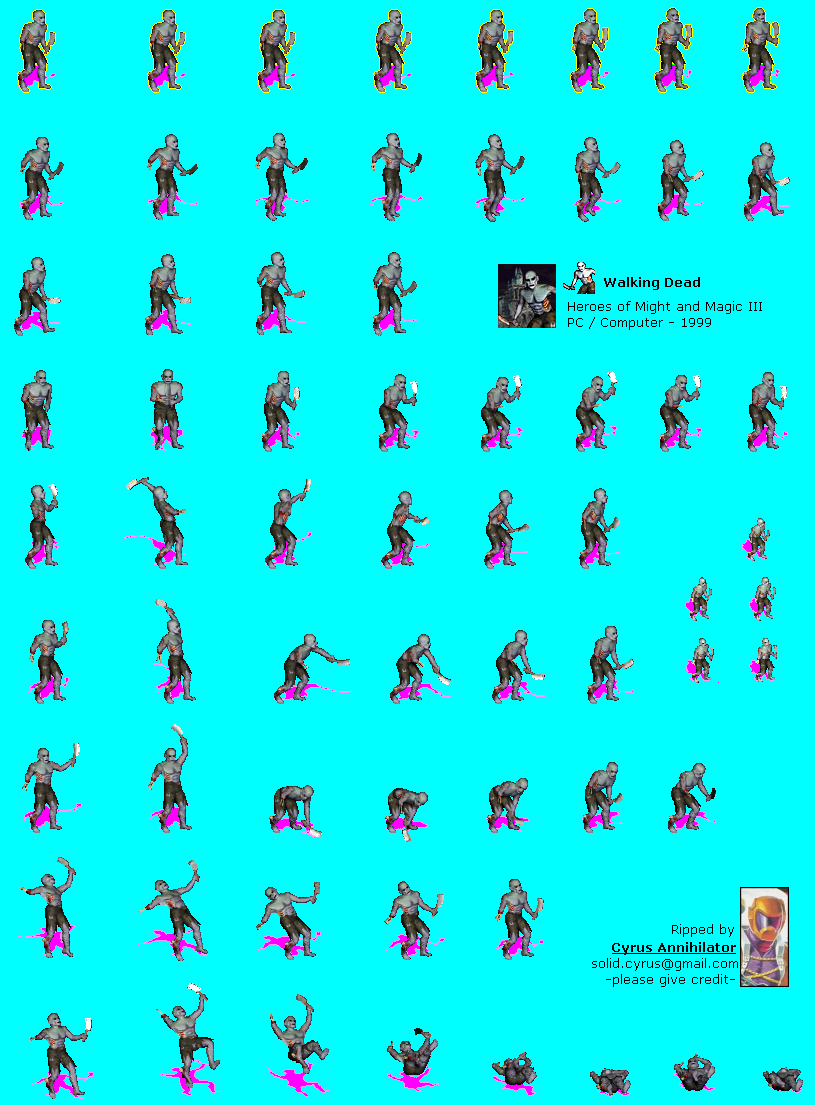 Walking Dead
Heroes of Might and Magic III
PC / Computer - 1999
Ripped by
Cyrus Annihilator
solid.cyrus@gmail.com
-please give credit-